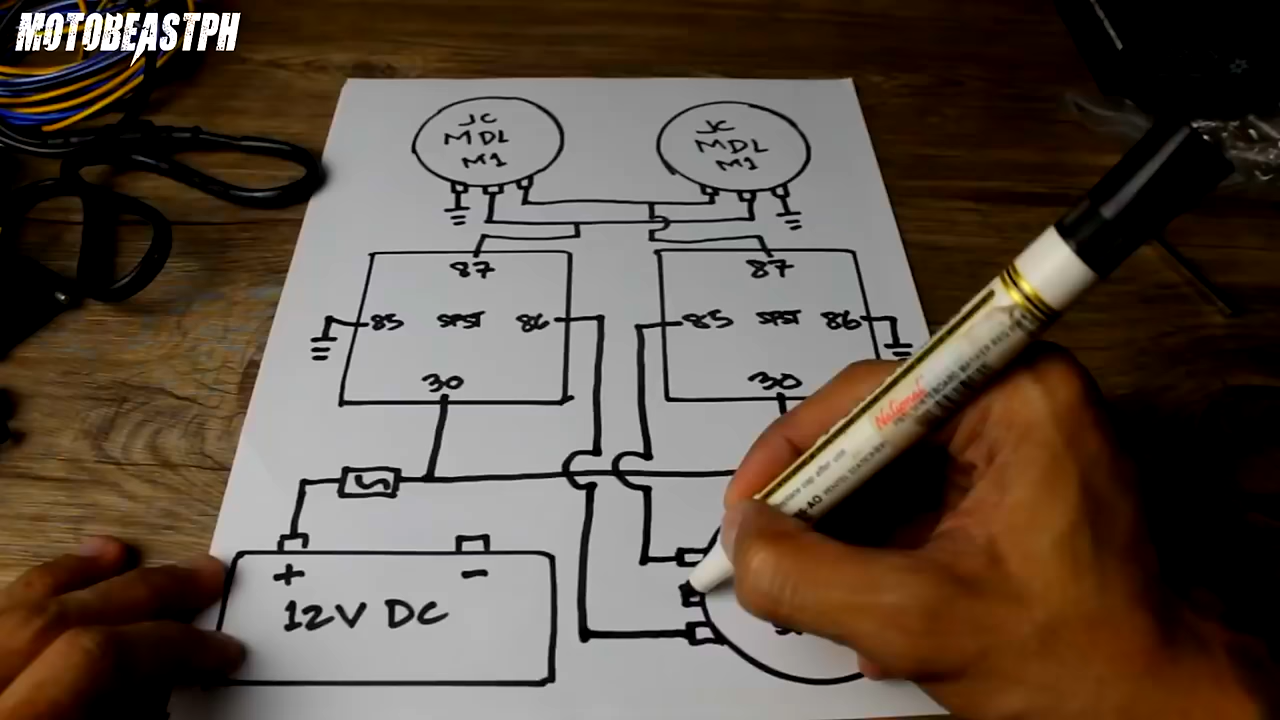 MOTOBEASTPH
JC
MDL
M1
JC
MDL
M1
87
85 SPST 86
30
87
85 SPST 86
30
+ -
12V DC
National